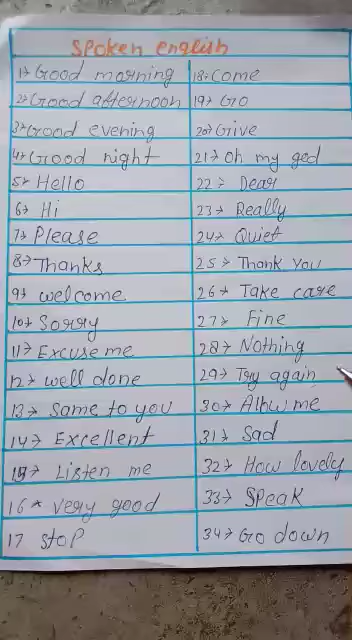 Spoken english
1→ Good morning
2→ Good afternoon
3→ Good evening
4→ Good night
5→ Hello
6→ Hi
7→ Please
8→ Thanks
9→ welcome
10→ Sorry
11→ Excuse me
12→ well done
13→ Same to you
14→ Excellent
15→ Listen me
16→ very good
17 stop
18→ Come
19→ Go
20→ Give
21→ oh my god
22→ Dear
23→ Really
24→ Quiet
25→ Thank you
26→ Take care
27→ Fine
28→ Nothing
29→ Try again
30→ Allow me
31→ Sad
32→ How lovely
33→ Speak
34→ Go down